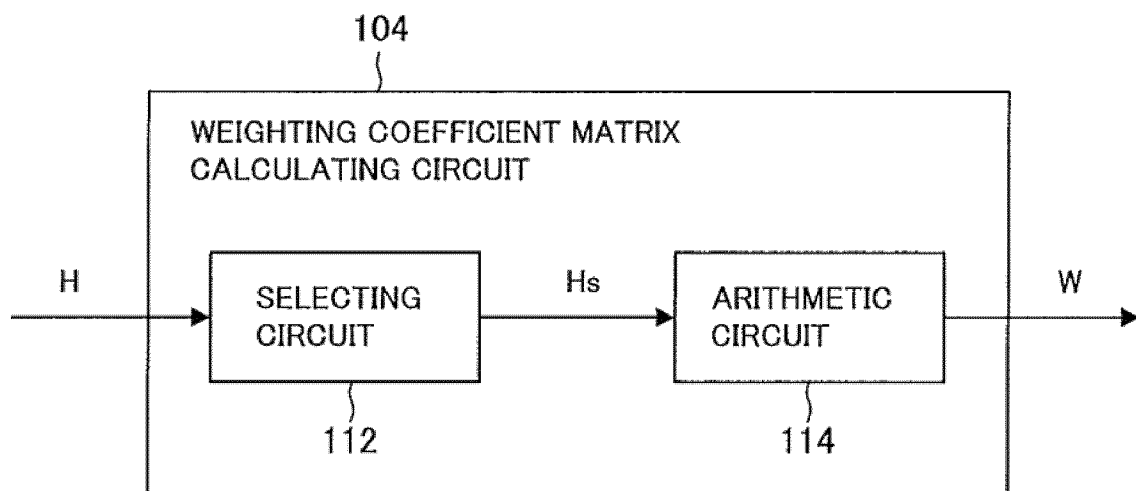 104
WEIGHTING COEFFICIENT MATRIX
CALCULATING CIRCUIT
H
SELECTING
CIRCUIT
Hs
ARITHMETIC
CIRCUIT
W
112
114